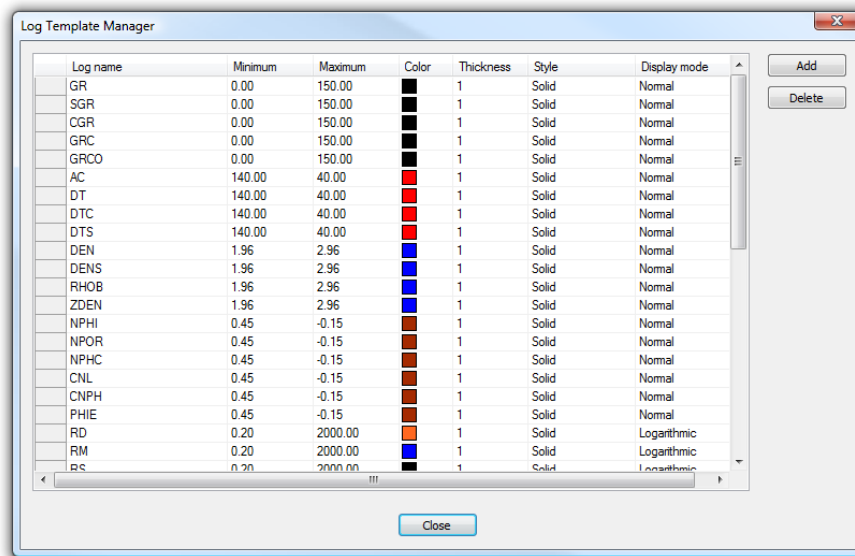 Log Template Manager
Log name Minimum Maximum Color Thickness Style Display mode
GR 0.00 150.00 1 Solid Normal
SGR 0.00 150.00 1 Solid Normal
CGR 0.00 150.00 1 Solid Normal
GRC 0.00 150.00 1 Solid Normal
GRCO 0.00 150.00 1 Solid Normal
AC 140.00 40.00 1 Solid Normal
DT 140.00 40.00 1 Solid Normal
DTC 140.00 40.00 1 Solid Normal
DTS 140.00 40.00 1 Solid Normal
DEN 1.96 2.96 1 Solid Normal
DENS 1.96 2.96 1 Solid Normal
RHOB 1.96 2.96 1 Solid Normal
ZDEN 1.96 2.96 1 Solid Normal
NPHI 0.45 -0.15 1 Solid Normal
NPOR 0.45 -0.15 1 Solid Normal
NPHC 0.45 -0.15 1 Solid Normal
CNL 0.45 -0.15 1 Solid Normal
CNPH 0.45 -0.15 1 Solid Normal
PHIE 0.45 -0.15 1 Solid Normal
RD 0.20 2000.00 1 Solid Logarithmic
RM 0.20 2000.00 1 Solid Logarithmic
RS 0.20 2000.00 1 Solid Logarithmic
Add
Delete
Close